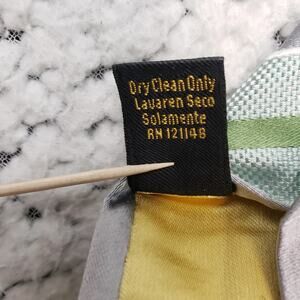 Dry Clean Only
Lavaren Seco
Solamente
RN 121148